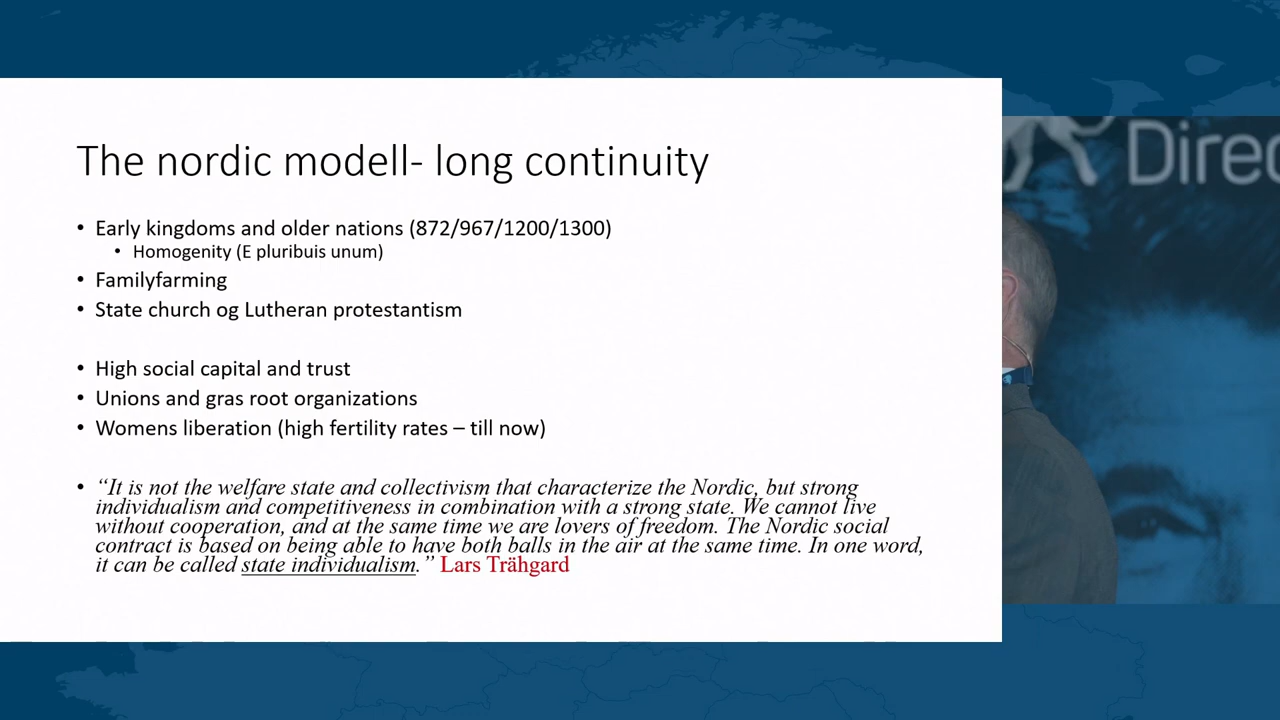 The nordic modell- long continuity
• Early kingdoms and older nations (872/967/1200/1300)
• Homogenity (E pluribuis unum)
• Familyfarming
• State church og Lutheran protestantism
• High social capital and trust
• Unions and gras root organizations
• Womens liberation (high fertility rates – till now)
• “It is not the welfare state and collectivism that characterize the Nordic, but strong
individualism and competitiveness in combination with a strong state. We cannot live
without cooperation, and at the same time we are lovers of freedom. The Nordic social
contract is based on being able to have both balls in the air at the same time. In one word,
it can be called state individualism.” Lars Trähgard
Direc